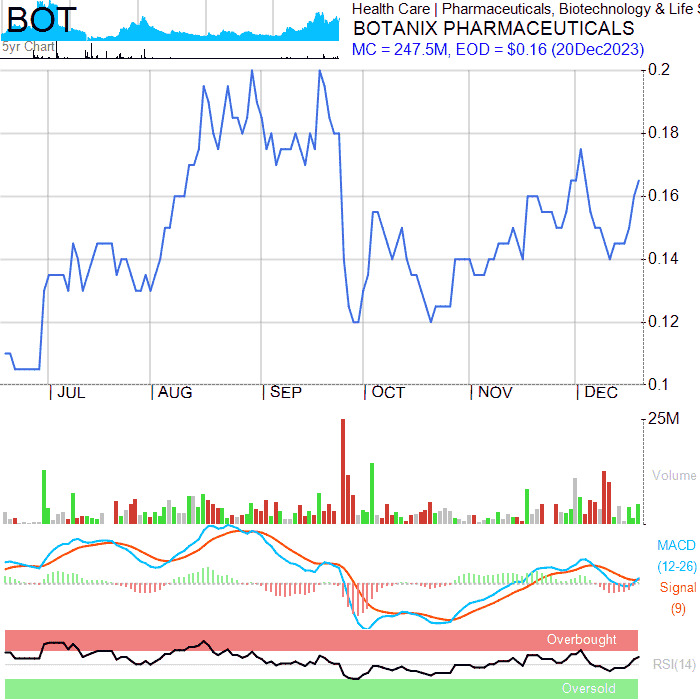 BOT
5yr Chart
Health Care | Pharmaceuticals, Biotechnology & Life S
BOTANIX PHARMACEUTICALS
MC = 247.5M, EOD = $0.16 (20Dec2023)
0.2
0.18
0.16
0.14
0.12
0.1
JUL AUG SEP OCT NOV DEC
25M
Volume
MACD
(12-26)
Signal
(9)
Overbought
RSI(14)
Oversold